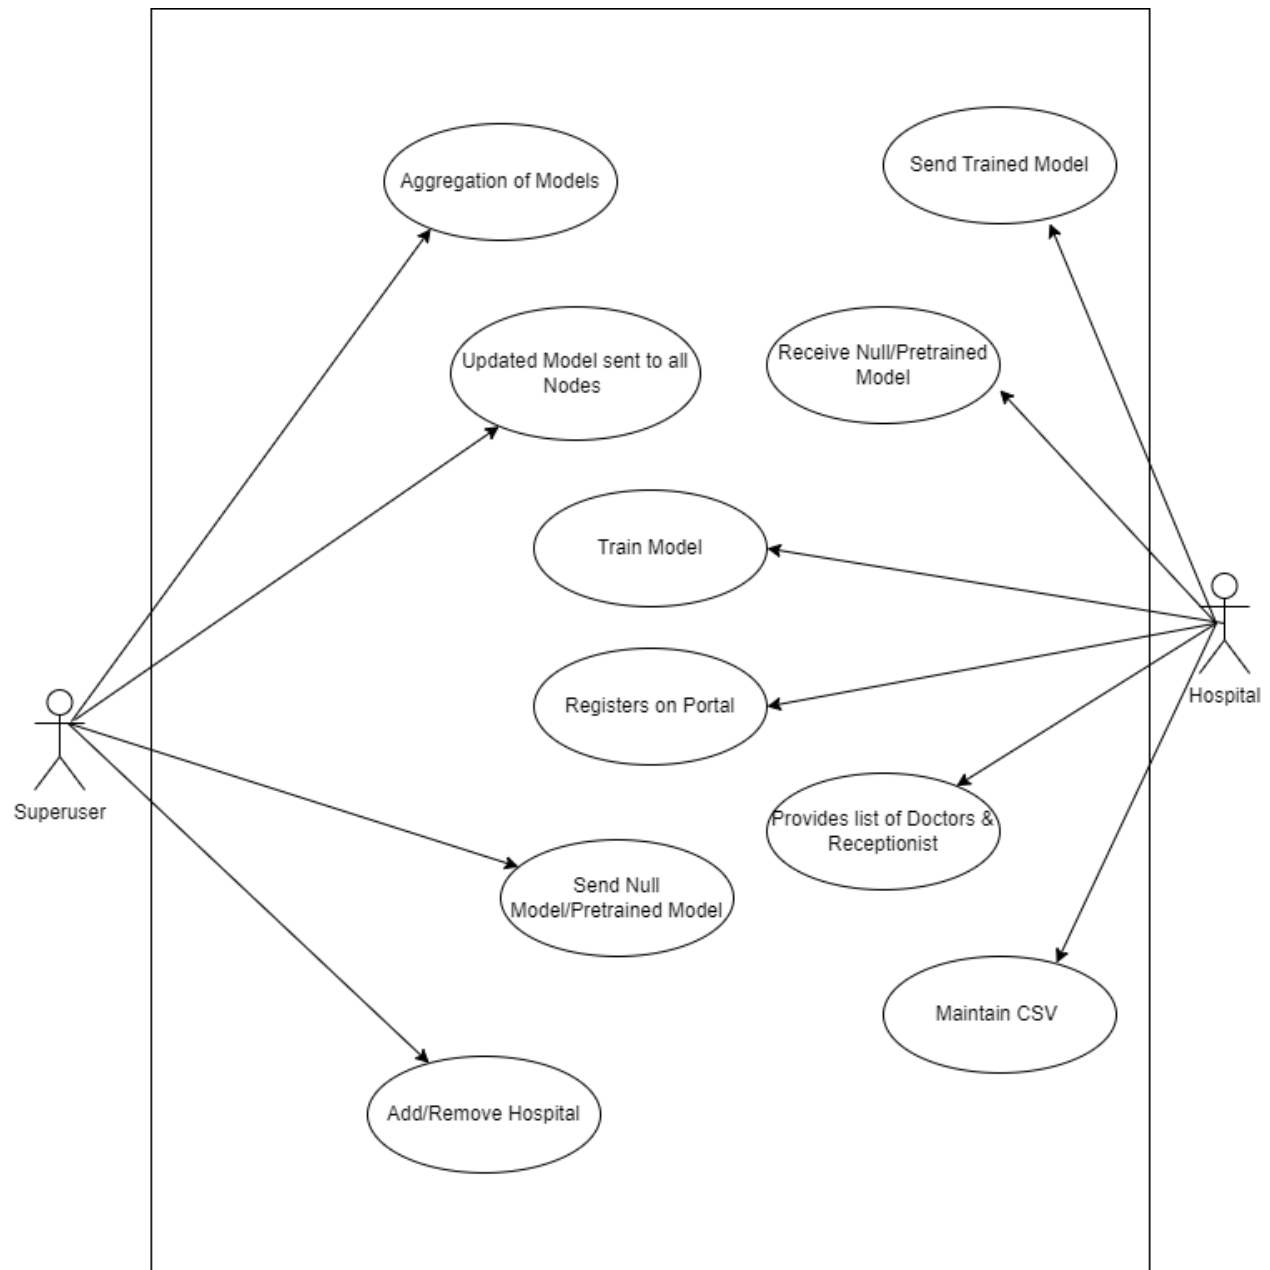 Send Trained Model
Aggregation of Models
Receive Null/Pretrained
Model
Updated Model sent to all
Nodes
Train Model
Registers on Portal
Hospital
Superuser
Provides list of Doctors &
Receptionist
Send Null
Model/Pretrained Model
Maintain CSV
Add/Remove Hospital